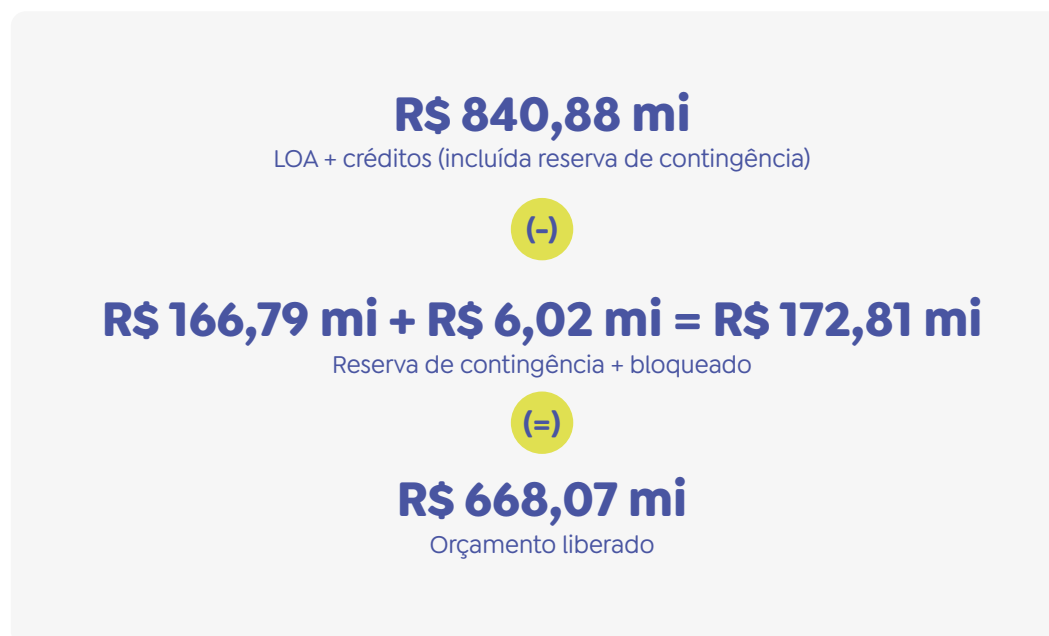 R$ 840,88 mi
LOA + créditos (incluída reserva de contingência)
(-)
R$ 166,79 mi + R$ 6,02 mi = R$ 172,81 mi
Reserva de contingência + bloqueado
(=)
R$ 668,07 mi
Orçamento liberado